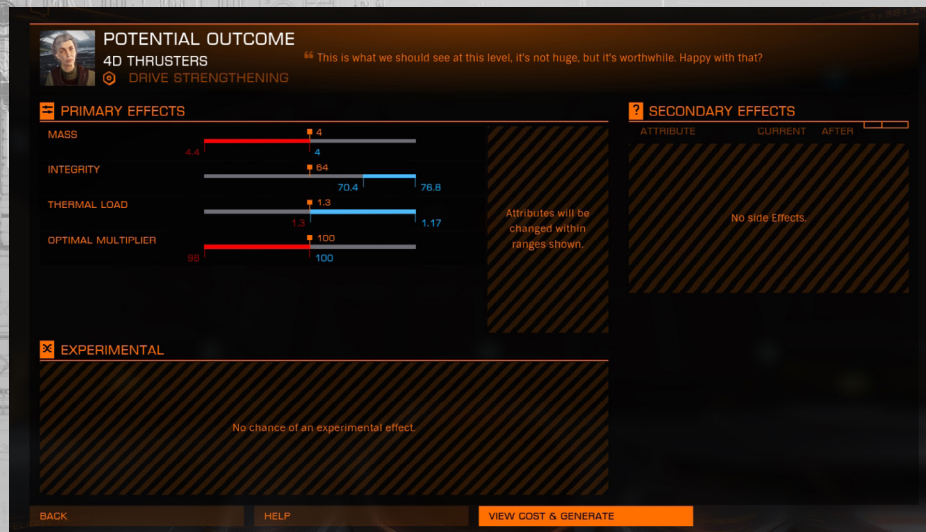 POTENTIAL OUTCOME
4D THRUSTERS
DRIVE STRENGTHENING
“ This is what we should see at this level, it's not huge, but it's worthwhile. Happy with that?
PRIMARY EFFECTS
MASS
4
4.4
4
INTEGRITY
64
70.4
76.8
THERMAL LOAD
1.3
1.3
1.17
OPTIMAL MULTIPLIER
100
98
100
Attributes will be
changed within
ranges shown.
? SECONDARY EFFECTS
ATTRIBUTE CURRENT AFTER
No side Effects.
EXPERIMENTAL
No chance of an experimental effect.
BACK
HELP
VIEW COST & GENERATE